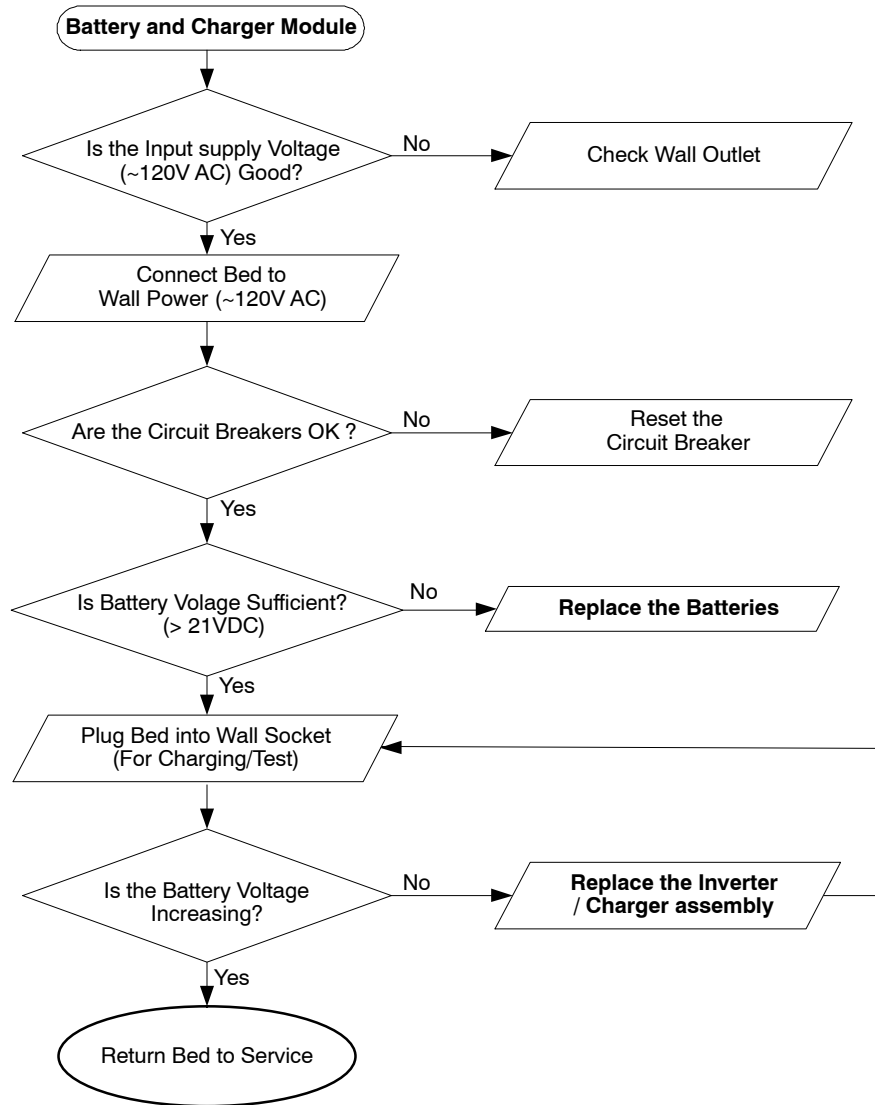 Battery and Charger Module
Is the Input supply Voltage
(~120V AC) Good?
No
Check Wall Outlet
Yes
Connect Bed to
Wall Power (~120V AC)
Are the Circuit Breakers OK ?
No
Reset the
Circuit Breaker
Yes
Is Battery Volage Sufficient?
(> 21VDC)
No
Replace the Batteries
Yes
Plug Bed into Wall Socket
(For Charging/Test)
Is the Battery Voltage
Increasing?
No
Replace the Inverter
/ Charger assembly
Yes
Return Bed to Service